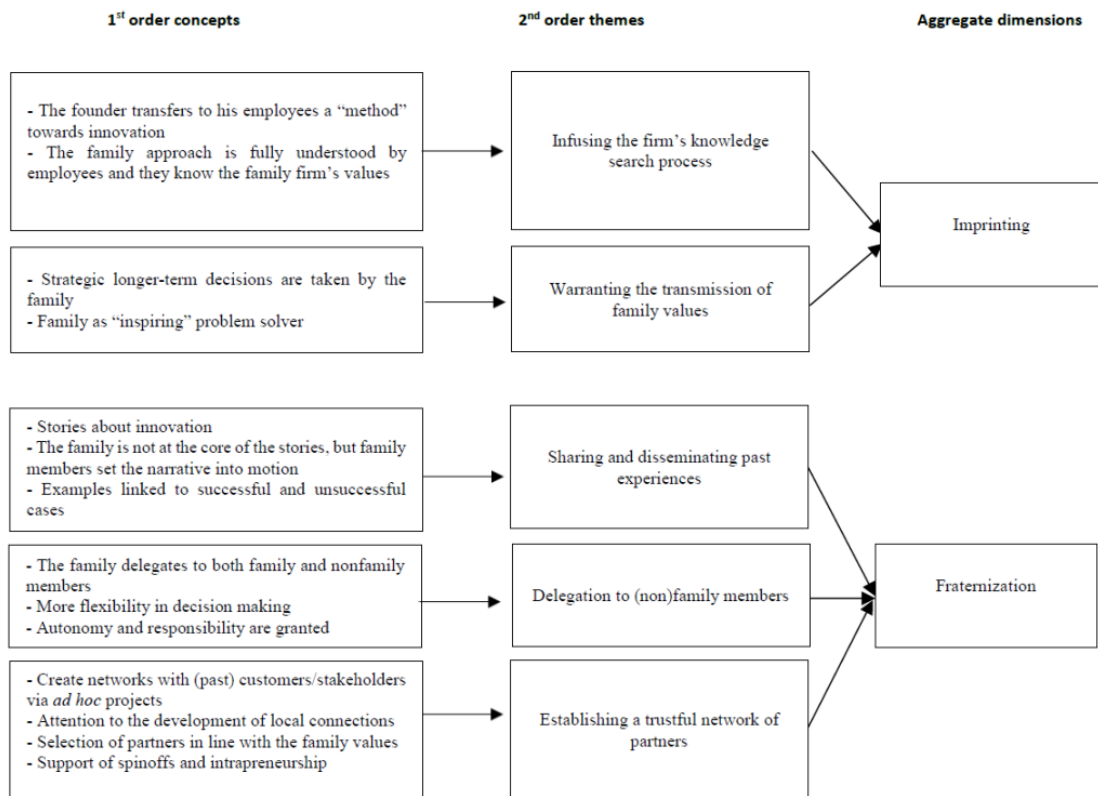 1st order concepts
2nd order themes
Aggregate dimensions
- The founder transfers to his employees a “method”
towards innovation
- The family approach is fully understood by
employees and they know the family firm’s values
Infusing the firm’s knowledge
search process
Imprinting
- Strategic longer-term decisions are taken by the
family
- Family as “inspiring” problem solver
Warranting the transmission of
family values
- Stories about innovation
- The family is not at the core of the stories, but family
members set the narrative into motion
- Examples linked to successful and unsuccessful
cases
Sharing and disseminating past
experiences
- The family delegates to both family and nonfamily
members
- More flexibility in decision making
- Autonomy and responsibility are granted
Delegation to (non)family members
Fraternization
- Create networks with (past) customers/stakeholders
via ad hoc projects
- Attention to the development of local connections
- Selection of partners in line with the family values
- Support of spinoffs and intrapreneurship
Establishing a trustful network of
partners